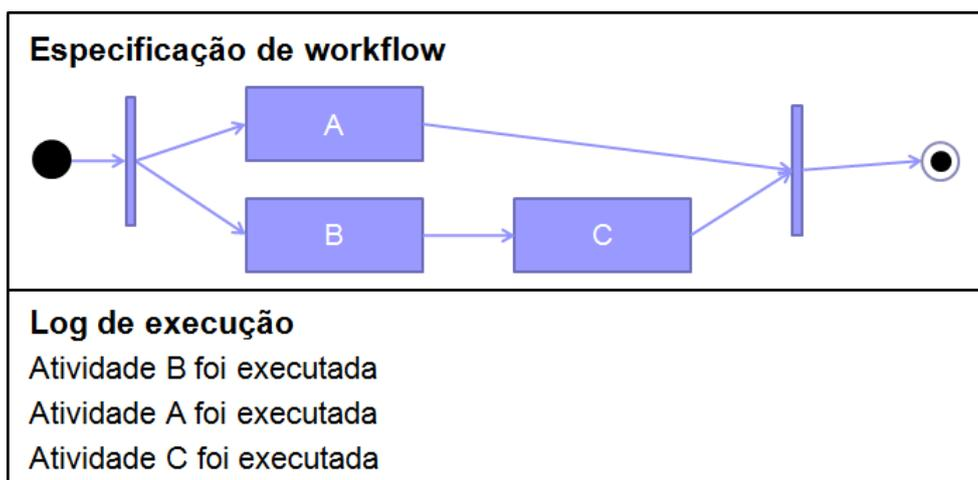 Especificação de workflow
A
B
C
Log de execução
Atividade B foi executada
Atividade A foi executada
Atividade C foi executada